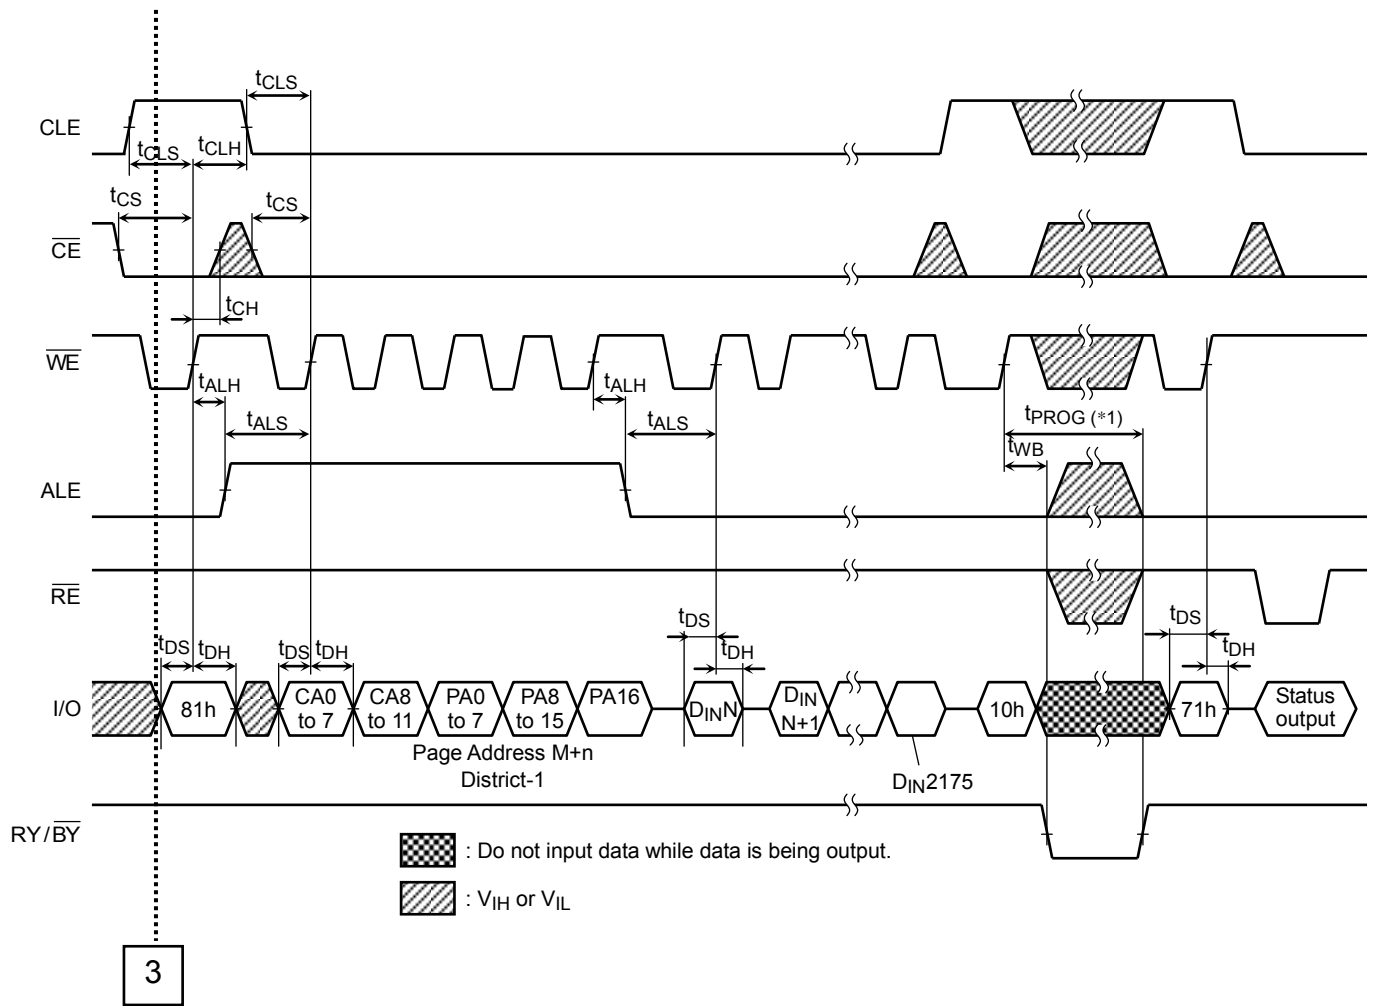 tCLS
CLE
tCLS tCLH
tCS tCS
CE
tCH
WE
tALH tALH
tPROG (*1)
tALS tALS
tWB
ALE
RE
tDS tDS
tDS tDH tDS tDH tDH tDH
I/O 81h CA0 to 7 CA8 to 11 PA0 to 7 PA8 to 15 PA16 DINN DIN N+1 10h 71h Status output
Page Address M+n
District-1
DIN2175
RY/BY
: Do not input data while data is being output.
: VIH or VIL
3